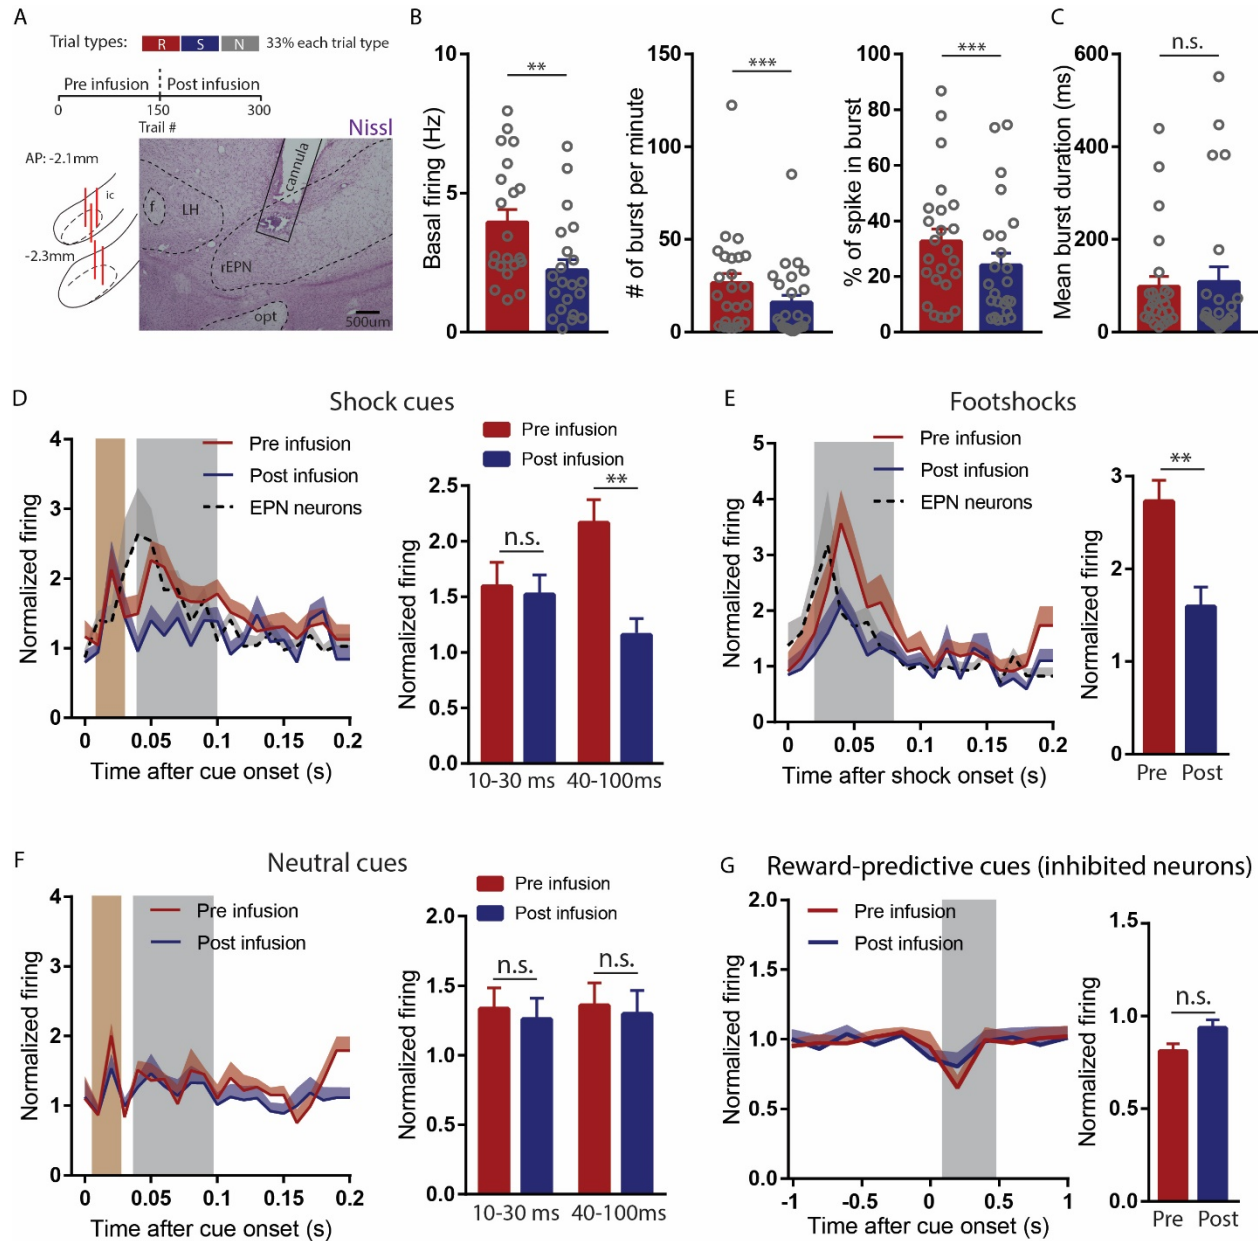 A
Trial types: R S N 33% each trial type
Pre infusion Post infusion
0 150 300
Trail #
Nissl
AP: -2.1mm
ic
-2.3mm
f
LH
cannula
rEPN
opt
500um
B
Basal firing (Hz)
10
5
0
**
# of burst per minute
150
100
50
0
***
% of spike in burst
100
80
60
40
20
0
***
C
Mean burst duration (ms)
600
400
200
0
n.s.
D
Shock cues
Normalized firing
4
3
2
1
0
Pre infusion
Post infusion
EPN neurons
0 0.05 0.1 0.15 0.2
Time after cue onset (s)
Pre infusion
Post infusion
Normalized firing
2.5
2.0
1.5
1.0
0.5
0.0
n.s.
**
10-30 ms 40-100ms
E
Footshocks
Normalized firing
5
4
3
2
1
0
Pre infusion
Post infusion
EPN neurons
0 0.05 0.1 0.15 0.2
Time after shock onset (s)
Normalized firing
3
2
1
0
**
Pre Post
F
Neutral cues
Normalized firing
4
3
2
1
0
Pre infusion
Post infusion
0 0.05 0.1 0.15 0.2
Time after cue onset (s)
Pre infusion
Post infusion
Normalized firing
2.0
1.5
1.0
0.5
0.0
n.s.
n.s.
10-30 ms 40-100ms
G
Reward-predictive cues (inhibited neurons)
Normalized firing
2.0
1.5
1.0
0.5
0.0
Pre infusion
Post infusion
-1 -0.5 0 0.5 1
Time after cue onset (s)
Normalized firing
1.5
1.0
0.5
0.0
n.s.
Pre Post